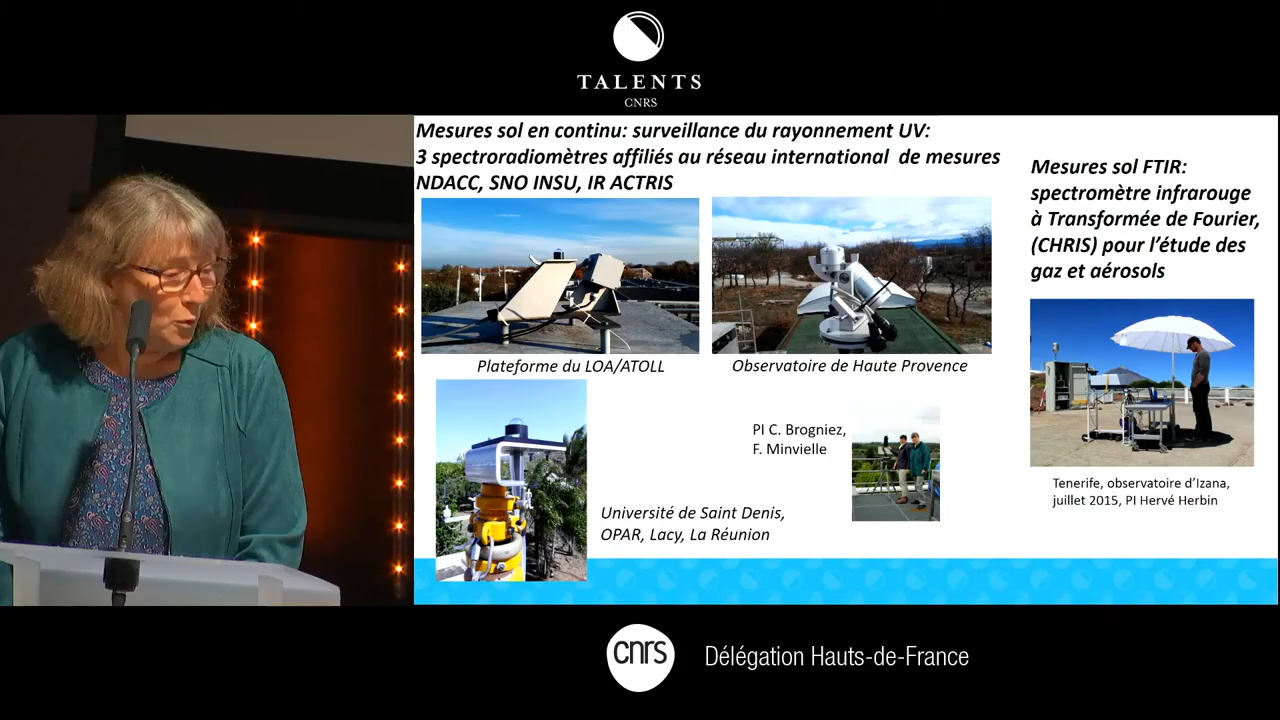 TALENTS
CNRS
Mesures sol en continu: surveillance du rayonnement UV:
3 spectroradiomètres affiliés au réseau international de mesures
NDACC, SNO INSU, IR ACTRIS
Plateforme du LOA/ATOLL
Observatoire de Haute Provence
PI C. Brogniez,
F. Minvielle
Université de Saint Denis,
OPAR, Lacy, La Réunion
Mesures sol FTIR:
spectromètre infrarouge
à Transformée de Fourier,
(CHRIS) pour l'étude des
gaz et aérosols
Tenerife, observatoire d'Izana,
juillet 2015, PI Hervé Herbin
cnrs
Délégation Hauts-de-France